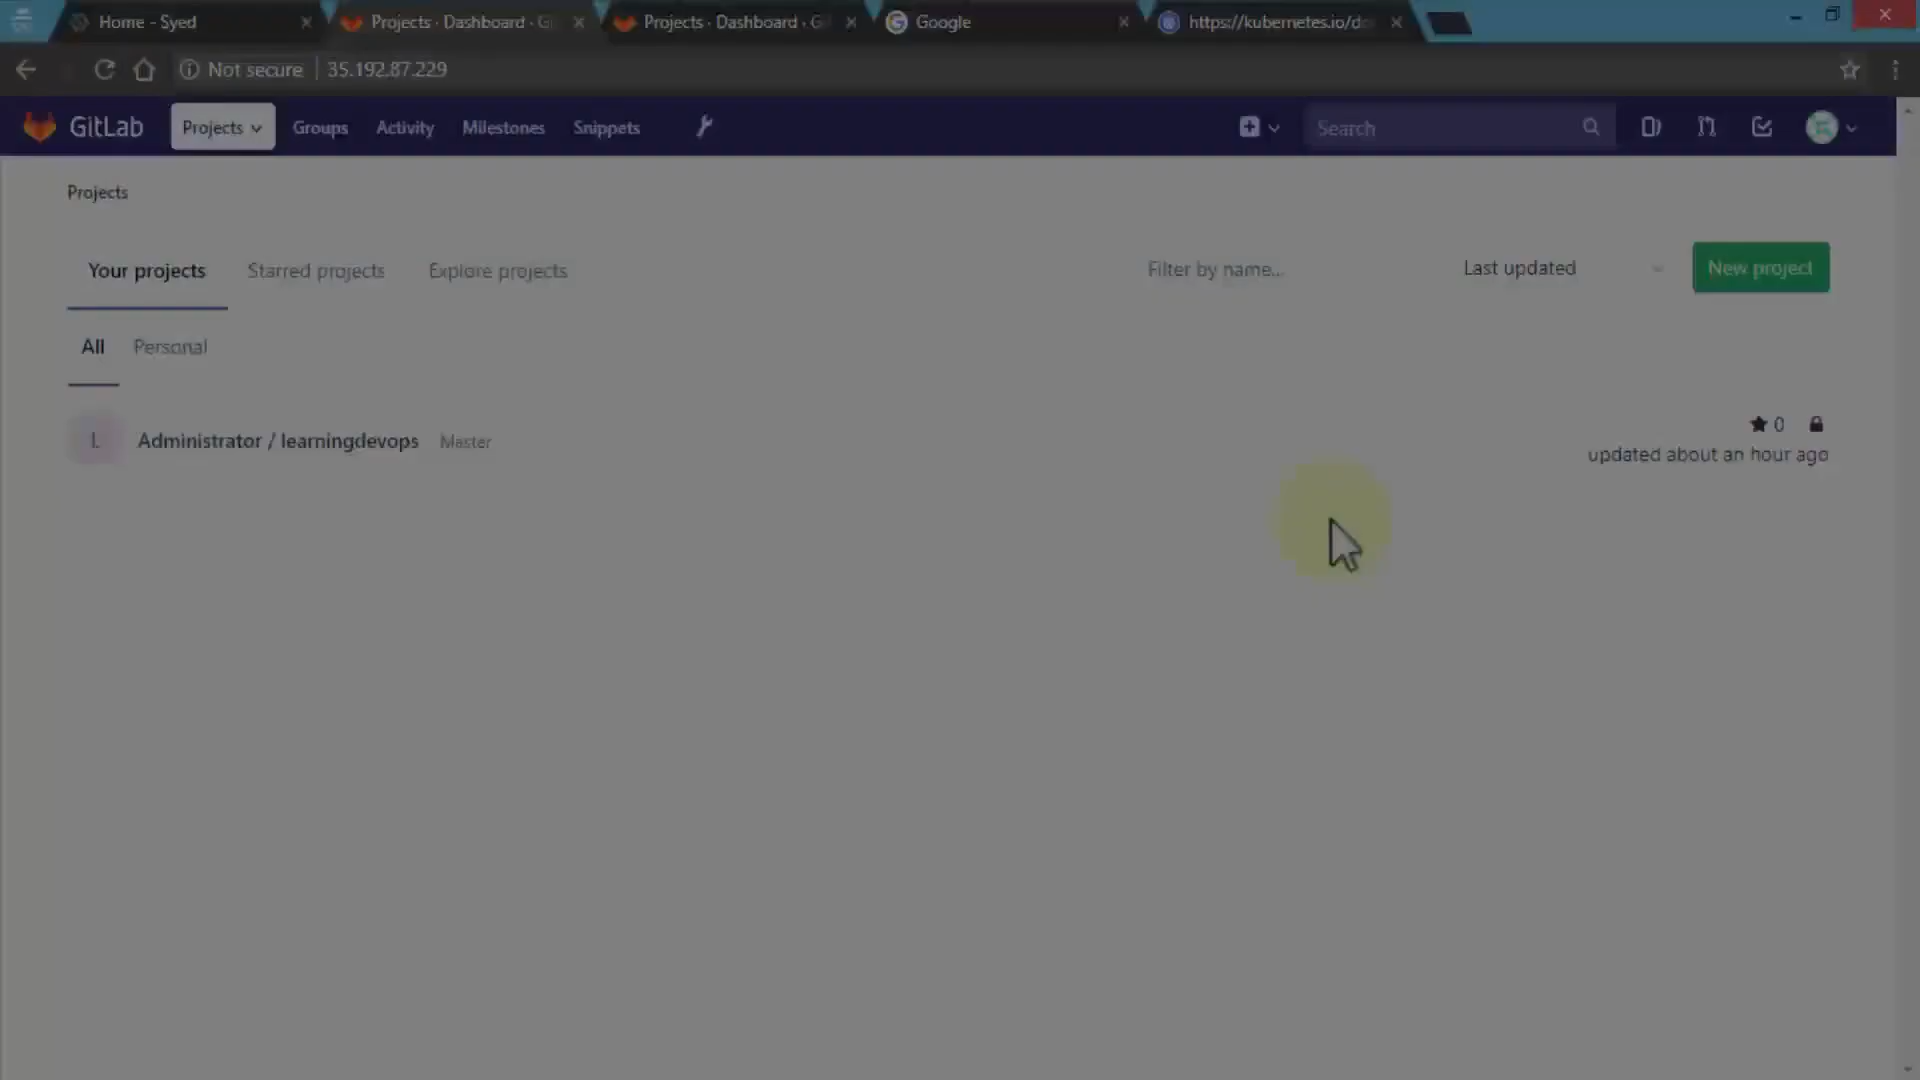 Home - Syed
Projects · Dashboard · Gi
Projects · Dashboard · G
Google
https://kubernetes.io/do
Not secure
35.192.87.229
GitLab
Projects
Groups
Activity
Milestones
Snippets
Search
Projects
Your projects
Starred projects
Explore projects
Filter by name...
Last updated
New project
All
Personal
L
Administrator / learningdevops
Master
0
updated about an hour ago